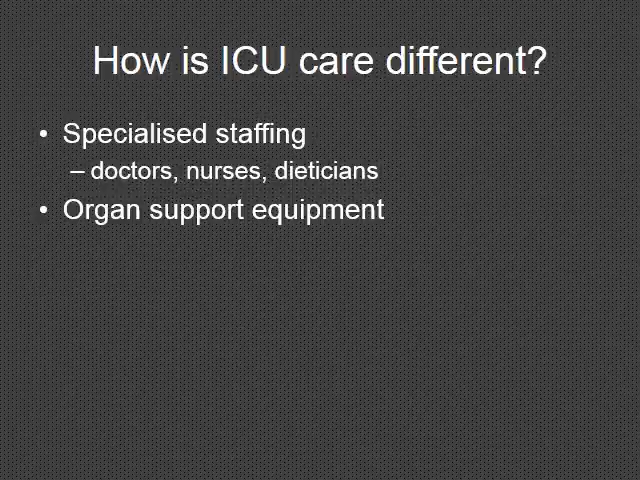 How is ICU care different?
• Specialised staffing
– doctors, nurses, dieticians
• Organ support equipment